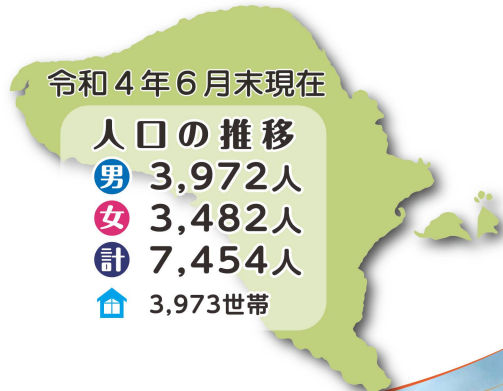 令和４年６月末現在
人口の推移
男 3,972人
女 3,482人
計 7,454人
3,973世帯